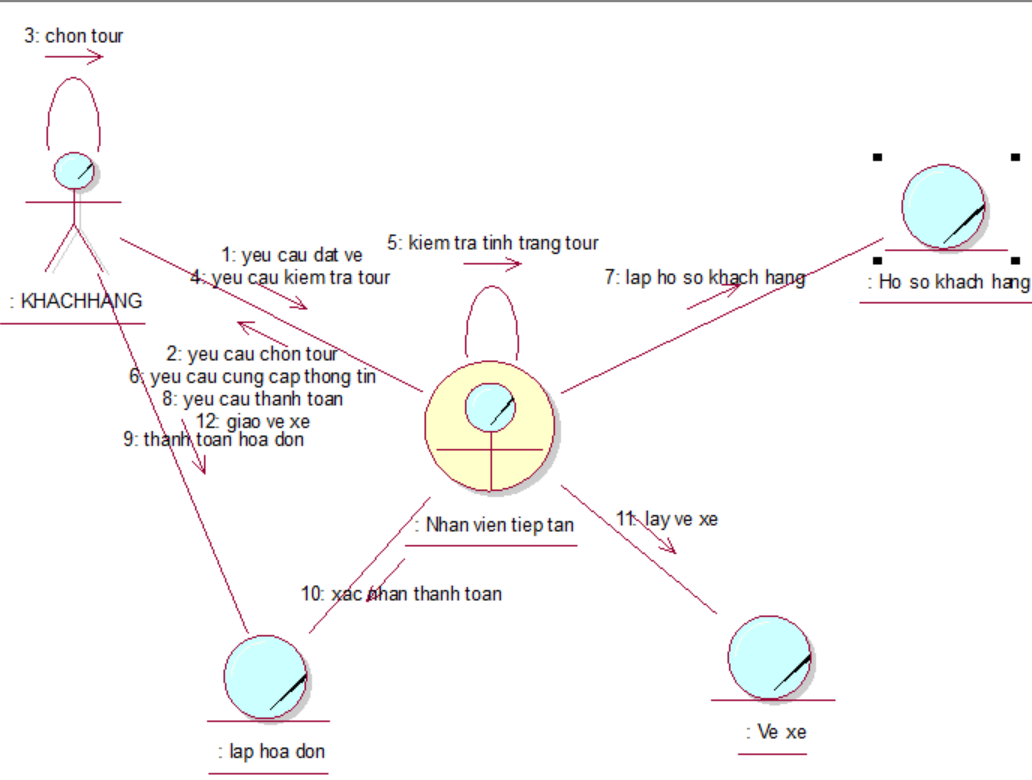 3: chon tour
1: yeu cau dat ve
4: yeu cau kiem tra tour
5: kiem tra tinh trang tour
7: lap ho so khach hang
: Ho so khach hang
: KHACHHANG
2: yeu cau chon tour
6: yeu cau cung cap thong tin
8: yeu cau thanh toan
12: giao ve xe
9: thanh toan hoa don
: Nhan vien tiep tan
11: lay ve xe
10: xac nhan thanh toan
: lap hoa don
: Ve xe